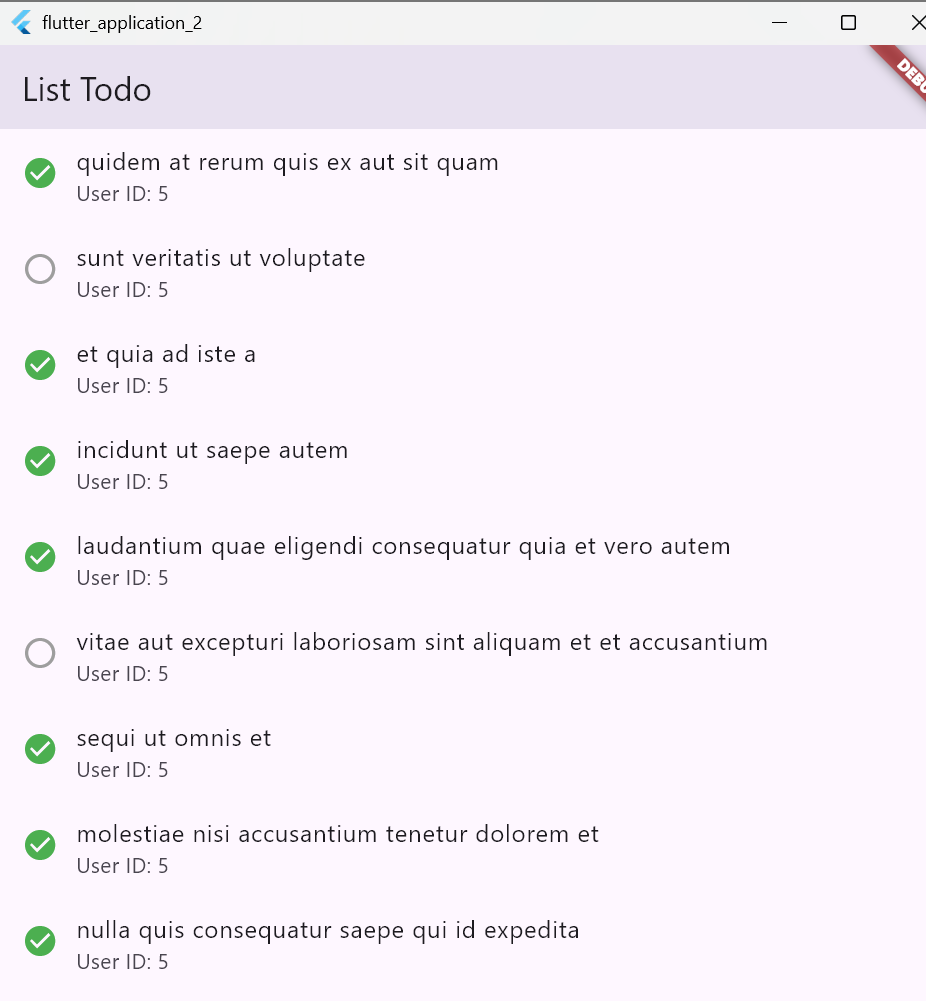 flutter_application_2
List Todo
quidem at rerum quis ex aut sit quam
User ID: 5
sunt veritatis ut voluptate
User ID: 5
et quia ad iste a
User ID: 5
incidunt ut saepe autem
User ID: 5
laudantium quae eligendi consequatur quia et vero autem
User ID: 5
vitae aut excepturi laboriosam sint aliquam et et accusantium
User ID: 5
sequi ut omnis et
User ID: 5
molestiae nisi accusantium tenetur dolorem et
User ID: 5
nulla quis consequatur saepe qui id expedita
User ID: 5